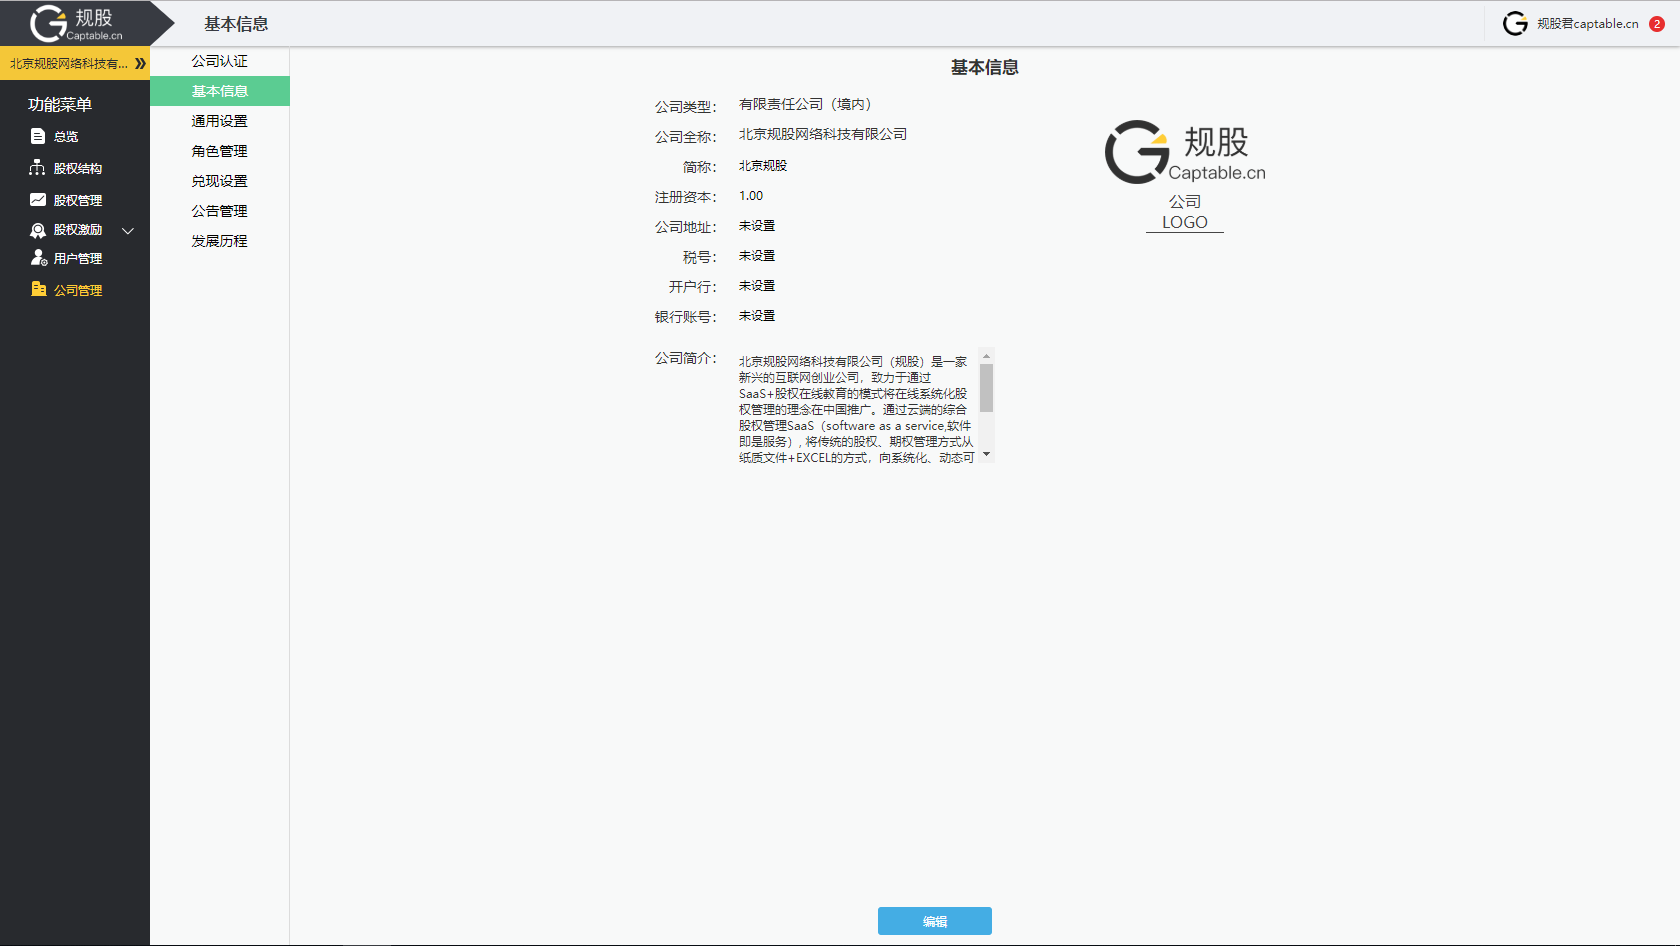 规股
Captable.cn
基本信息
规股君captable.cn
2
北京规股网络科技有... »
功能菜单
总览
股权结构
股权管理
股权激励
用户管理
公司管理
公司认证
基本信息
通用设置
角色管理
兑现设置
公告管理
发展历程
基本信息
公司类型： 有限责任公司（境内）
公司全称： 北京规股网络科技有限公司
简称： 北京规股
注册资本： 1.00
公司地址： 未设置
税号： 未设置
开户行： 未设置
银行账号： 未设置
公司简介： 北京规股网络科技有限公司（规股）是一家
新兴的互联网创业公司，致力于通过
SaaS+股权在线教育的模式将在线系统化股
权管理的理念在中国推广。通过云端的综合
股权管理SaaS（software as a service,软件
即是服务），将传统的股权、期权管理方式从
纸质文件+EXCEL的方式，向系统化、动态可
规股
Captable.cn
公司
LOGO
编辑